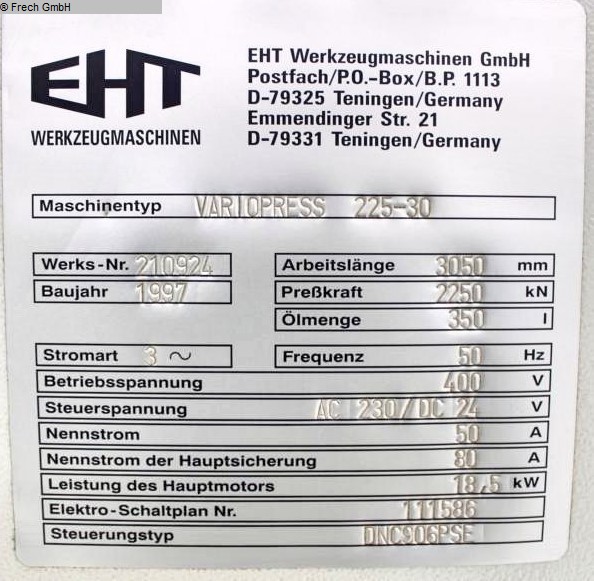 © Frech GmbH
EHT
WERKZEUGMASCHINEN
EHT Werkzeugmaschinen GmbH
Postfach/P.O.-Box/B.P. 1113
D-79325 Teningen/Germany
Emmendinger Str. 21
D-79331 Teningen/Germany
Maschinentyp VARIOPRESS 225-30
Werks-Nr. 210924
Baujahr 1997
Arbeitslänge 3050 mm
Preßkraft 2250 kN
Ölmenge 350 l
Stromart 3 ~
Frequenz 50 Hz
Betriebsspannung 400 V
Steuerspannung AC 230/DC 24 V
Nennstrom 50 A
Nennstrom der Hauptsicherung 80 A
Leistung des Hauptmotors 18,5 kW
Elektro-Schaltplan Nr. 111586
Steuerungstyp DNC906PSE